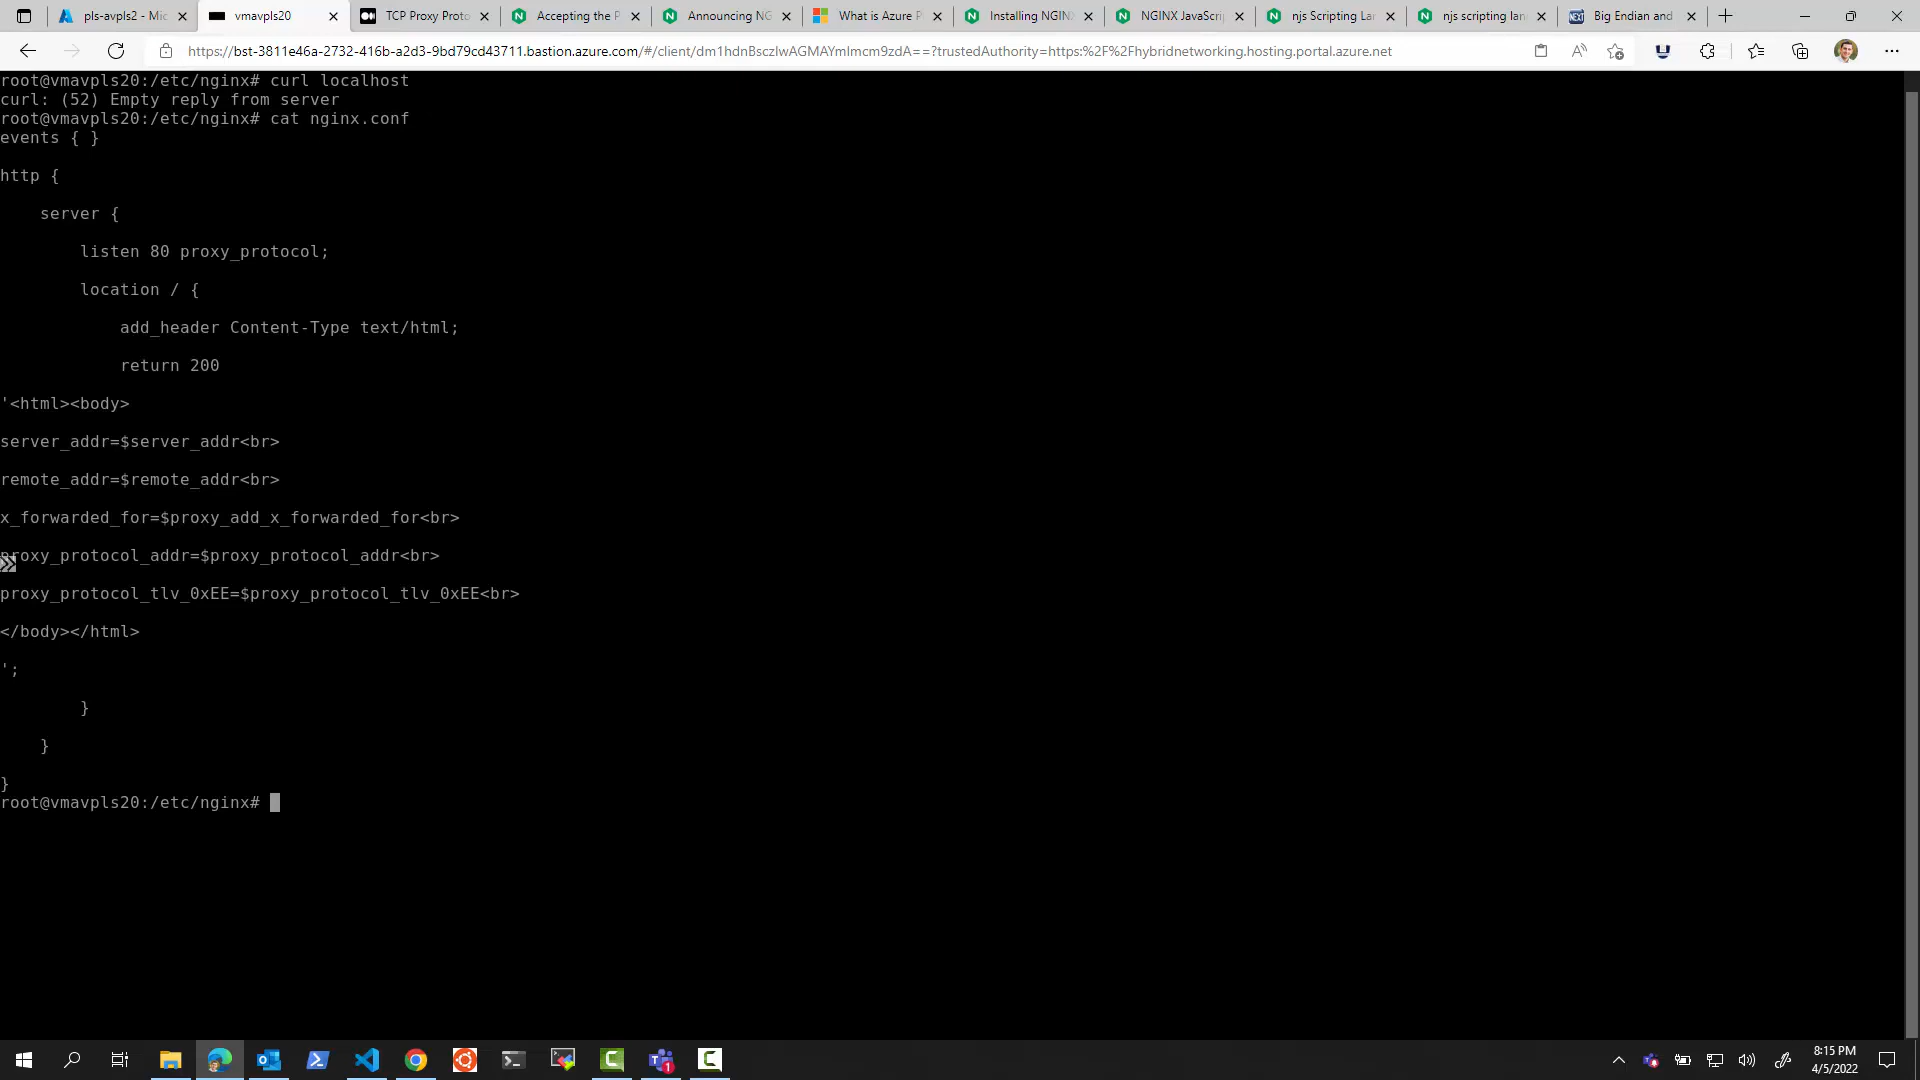 pls-avpls2 - Mic
vmavpls20
TCP Proxy Proto
Accepting the P
Announcing NG
What is Azure P
Installing NGINX
NGINX JavaScri
njs Scripting Lan
njs scripting lan
Big Endian and
https://bst-3811e46a-2732-416b-a2d3-9bd79cd43711.bastion.azure.com/#/client/dm1hdnBsczIwAGMAYmlmcm9zdA==?trustedAuthority=https:%2F%2Fhybridnetworking.hosting.portal.azure.net
root@vmavpls20:/etc/nginx# curl localhost
curl: (52) Empty reply from server
root@vmavpls20:/etc/nginx# cat nginx.conf
events { }
http {
server {
listen 80 proxy_protocol;
location / {
add_header Content-Type text/html;
return 200
'<html><body>
server_addr=$server_addr<br>
remote_addr=$remote_addr<br>
x_forwarded_for=$proxy_add_x_forwarded_for<br>
proxy_protocol_addr=$proxy_protocol_addr<br>
proxy_protocol_tlv_0xEE=$proxy_protocol_tlv_0xEE<br>
</body></html>
';
}
}
}
root@vmavpls20:/etc/nginx#
8:15 PM
4/5/2022